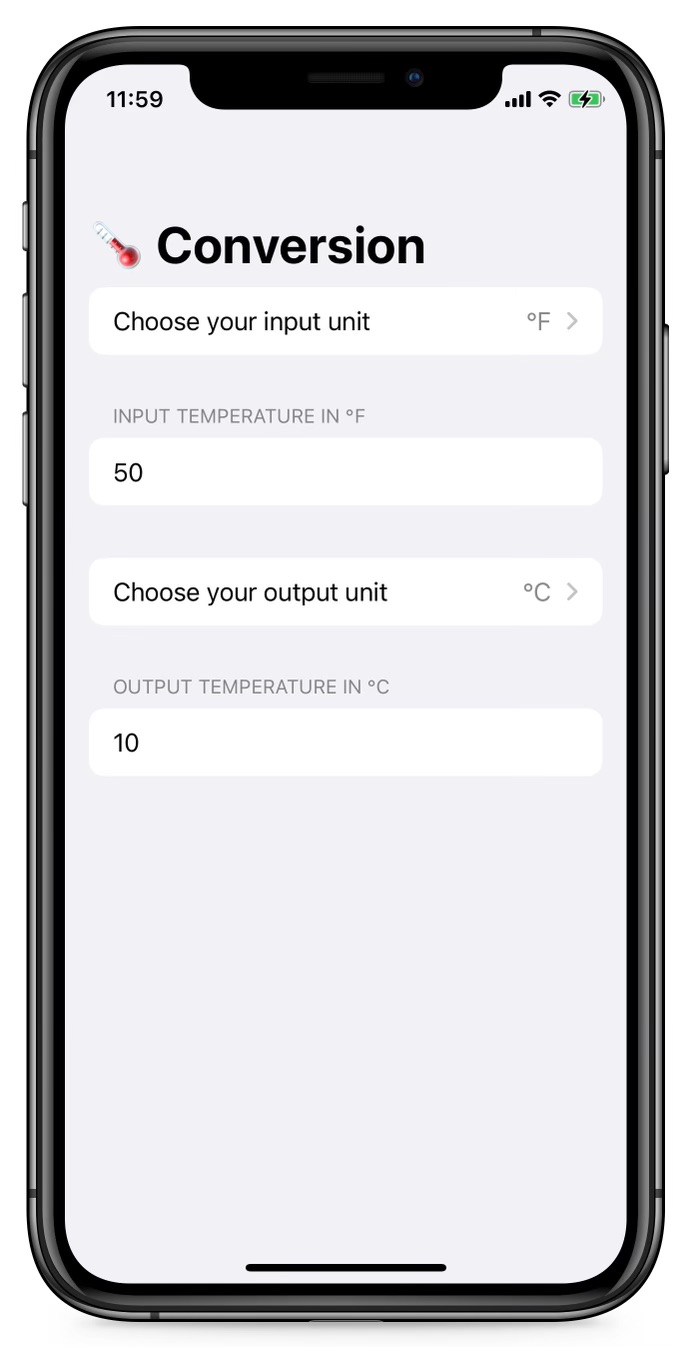 11:59
Conversion
Choose your input unit °F
INPUT TEMPERATURE IN °F
50
Choose your output unit °C
OUTPUT TEMPERATURE IN °C
10